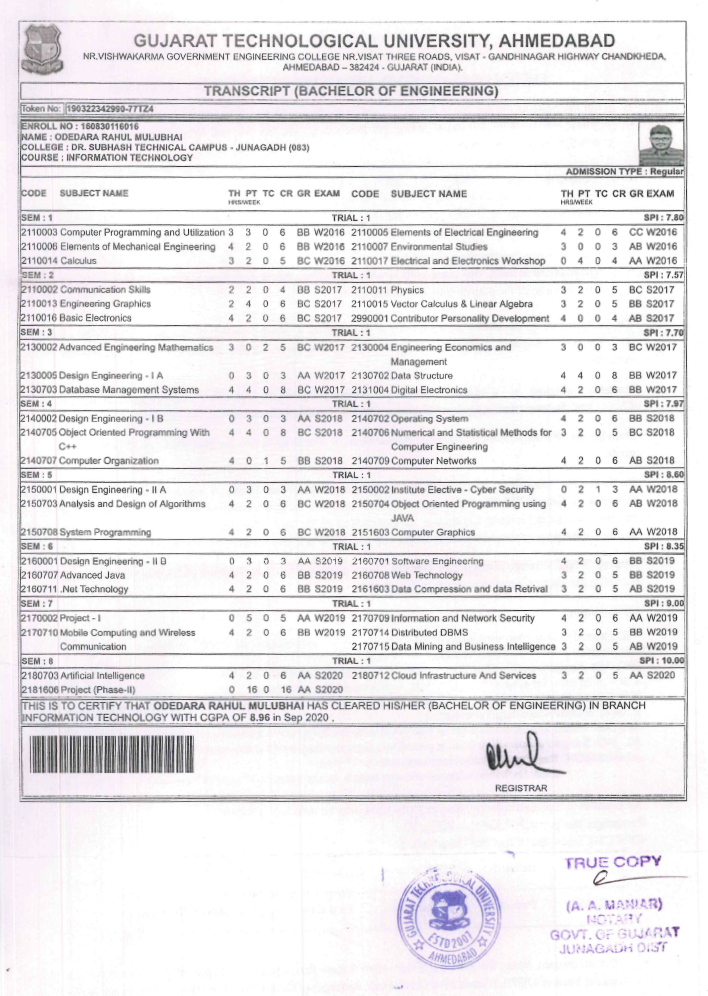 GUJARAT TECHNOLOGICAL UNIVERSITY, AHMEDABAD
NR.VISHWAKARMA GOVERNMENT ENGINEERING COLLEGE NR.VISAT THREE ROADS, VISAT - GANDHINAGAR HIGHWAY CHANDKHEDA,
AHMEDABAD – 382424 - GUJARAT (INDIA).
TRANSCRIPT (BACHELOR OF ENGINEERING)
Token No: 190322342990-77TZ4
ENROLL NO : 160830116016
NAME : ODEDARA RAHUL MULUBHAI
COLLEGE : DR. SUBHASH TECHNICAL CAMPUS - JUNAGADH (083)
COURSE : INFORMATION TECHNOLOGY
ADMISSION TYPE : Regular
CODE SUBJECT NAME TH PT TC CR GR EXAM CODE SUBJECT NAME TH PT TC CR GR EXAM
HRS/WEEK HRS/WEEK
SEM : 1 TRIAL : 1 SPI : 7.80
2110003 Computer Programming and Utilization 3 3 0 6 BB W2016 2110005 Elements of Electrical Engineering 4 2 0 6 CC W2016
2110006 Elements of Mechanical Engineering 4 2 0 6 BB W2016 2110007 Environmental Studies 3 0 0 3 AB W2016
2110014 Calculus 3 2 0 5 BC W2016 2110017 Electrical and Electronics Workshop 0 4 0 4 AA W2016
SEM : 2 TRIAL : 1 SPI : 7.57
2110002 Communication Skills 2 2 0 4 BB S2017 2110011 Physics 3 2 0 5 BC S2017
2110013 Engineering Graphics 2 4 0 6 BC S2017 2110015 Vector Calculus & Linear Algebra 3 2 0 5 BB S2017
2110016 Basic Electronics 4 2 0 6 BC S2017 2990001 Contributor Personality Development 4 0 0 4 AB S2017
SEM : 3 TRIAL : 1 SPI : 7.70
2130002 Advanced Engineering Mathematics 3 0 2 5 BC W2017 2130004 Engineering Economics and 3 0 0 3 BC W2017
Management
2130005 Design Engineering - I A 0 3 0 3 AA W2017 2130702 Data Structure 4 4 0 8 BB W2017
2130703 Database Management Systems 4 4 0 8 BC W2017 2131004 Digital Electronics 4 2 0 6 BB W2017
SEM : 4 TRIAL : 1 SPI : 7.97
2140002 Design Engineering - I B 0 3 0 3 AA S2018 2140702 Operating System 4 2 0 6 BB S2018
2140705 Object Oriented Programming With 4 4 0 8 BC S2018 2140706 Numerical and Statistical Methods for 3 2 0 5 BC S2018
C++ Computer Engineering
2140707 Computer Organization 4 0 1 5 BB S2018 2140709 Computer Networks 4 2 0 6 AB S2018
SEM : 5 TRIAL : 1 SPI : 8.60
2150001 Design Engineering - II A 0 3 0 3 AA W2018 2150002 Institute Elective - Cyber Security 0 2 1 3 AA W2018
2150703 Analysis and Design of Algorithms 4 2 0 6 BC W2018 2150704 Object Oriented Programming using 4 2 0 6 AB W2018
JAVA
2150708 System Programming 4 2 0 6 BC W2018 2151603 Computer Graphics 4 2 0 6 AA W2018
SEM : 6 TRIAL : 1 SPI : 8.35
2160001 Design Engineering - II B 0 3 0 3 AA S2019 2160701 Software Engineering 4 2 0 6 BB S2019
2160707 Advanced Java 4 2 0 6 BB S2019 2160708 Web Technology 3 2 0 5 BB S2019
2160711 .Net Technology 4 2 0 6 BB S2019 2161603 Data Compression and data Retrival 3 2 0 5 AB S2019
SEM : 7 TRIAL : 1 SPI : 9.00
2170002 Project - I 0 5 0 5 AA W2019 2170709 Information and Network Security 4 2 0 6 AA W2019
2170710 Mobile Computing and Wireless 4 2 0 6 BB W2019 2170714 Distributed DBMS 3 2 0 5 BB W2019
Communication 2170715 Data Mining and Business Intelligence 3 2 0 5 AB W2019
SEM : 8 TRIAL : 1 SPI : 10.00
2180703 Artificial Intelligence 4 2 0 6 AA S2020 2180712 Cloud Infrastructure And Services 3 2 0 5 AA S2020
2181606 Project (Phase-II) 0 16 0 16 AA S2020
THIS IS TO CERTIFY THAT ODEDARA RAHUL MULUBHAI HAS CLEARED HIS/HER (BACHELOR OF ENGINEERING) IN BRANCH
INFORMATION TECHNOLOGY WITH CGPA OF 8.96 in Sep 2020 .
REGISTRAR
TRUE COPY
(A. A. MANIAR)
NOTARY
GOVT. OF GUJARAT
JUNAGADH DIST
GUJARAT TECHNOLOGICAL UNIVERSITY
ESTD 2007
AHMEDABAD